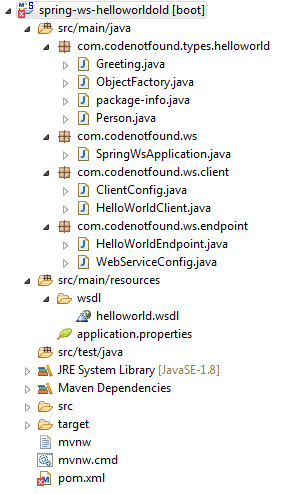 spring-ws-helloworldold [boot]
src/main/java
com.codenotfound.types.helloworld
Greeting.java
ObjectFactory.java
package-info.java
Person.java
com.codenotfound.ws
SpringWsApplication.java
com.codenotfound.ws.client
ClientConfig.java
HelloWorldClient.java
com.codenotfound.ws.endpoint
HelloWorldEndpoint.java
WebServiceConfig.java
src/main/resources
wsdl
helloworld.wsdl
application.properties
src/test/java
JRE System Library [JavaSE-1.8]
Maven Dependencies
src
target
mvnw
mvnw.cmd
pom.xml